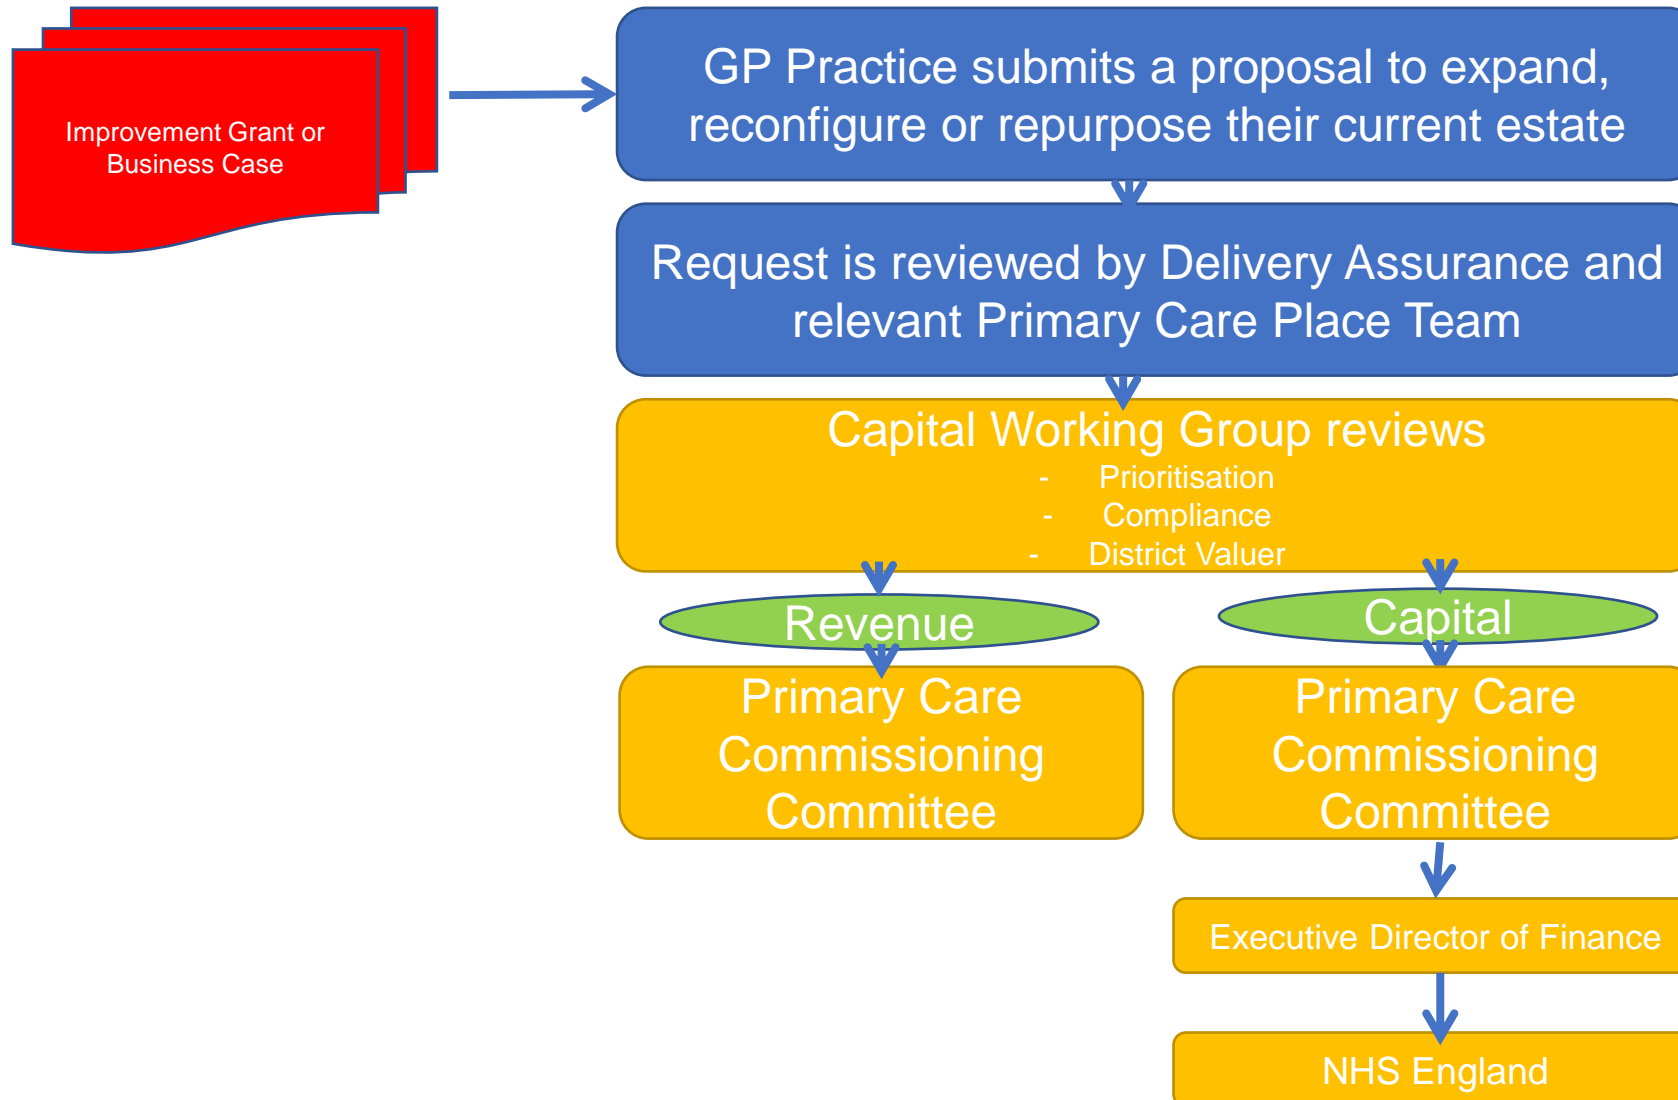 Improvement Grant or
Business Case
GP Practice submits a proposal to expand,
reconfigure or repurpose their current estate
Request is reviewed by Delivery Assurance and
relevant Primary Care Place Team
Capital Working Group reviews
- Prioritisation
- Compliance
- District Valuer
Revenue
Capital
Primary Care
Commissioning
Committee
Primary Care
Commissioning
Committee
Executive Director of Finance
NHS England